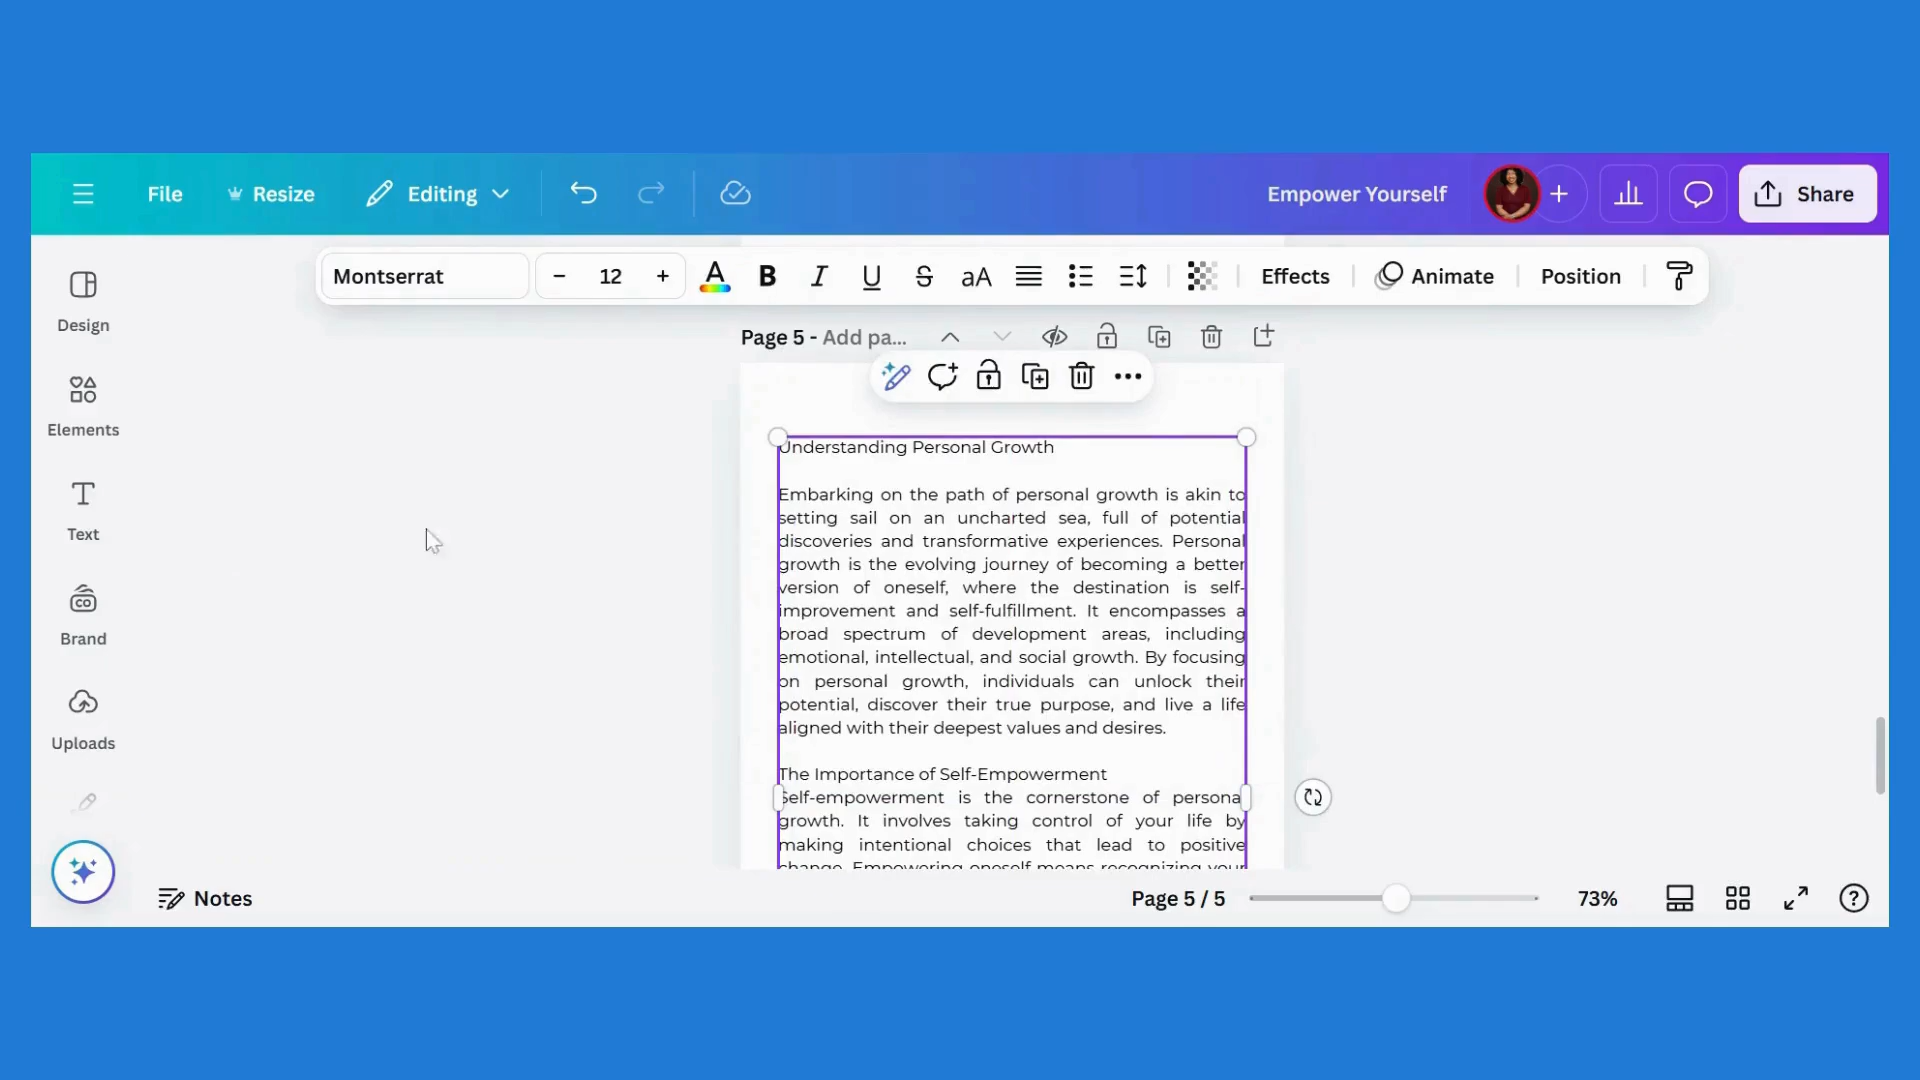 File Resize Editing Empower Yourself Share
Montserrat - 12 + A B I U S aA Effects Animate Position
Page 5 - Add pa...
Design
Elements
Text
Brand
Uploads
Understanding Personal Growth
Embarking on the path of personal growth is akin to
setting sail on an uncharted sea, full of potential
discoveries and transformative experiences. Personal
growth is the evolving journey of becoming a better
version of oneself, where the destination is self-
improvement and self-fulfillment. It encompasses a
broad spectrum of development areas, including
emotional, intellectual, and social growth. By focusing
on personal growth, individuals can unlock their
potential, discover their true purpose, and live a life
aligned with their deepest values and desires.
The Importance of Self-Empowerment
Self-empowerment is the cornerstone of personal
growth. It involves taking control of your life by
making intentional choices that lead to positive
change. Empowering oneself means recognizing your
Notes Page 5 / 5 73% ?